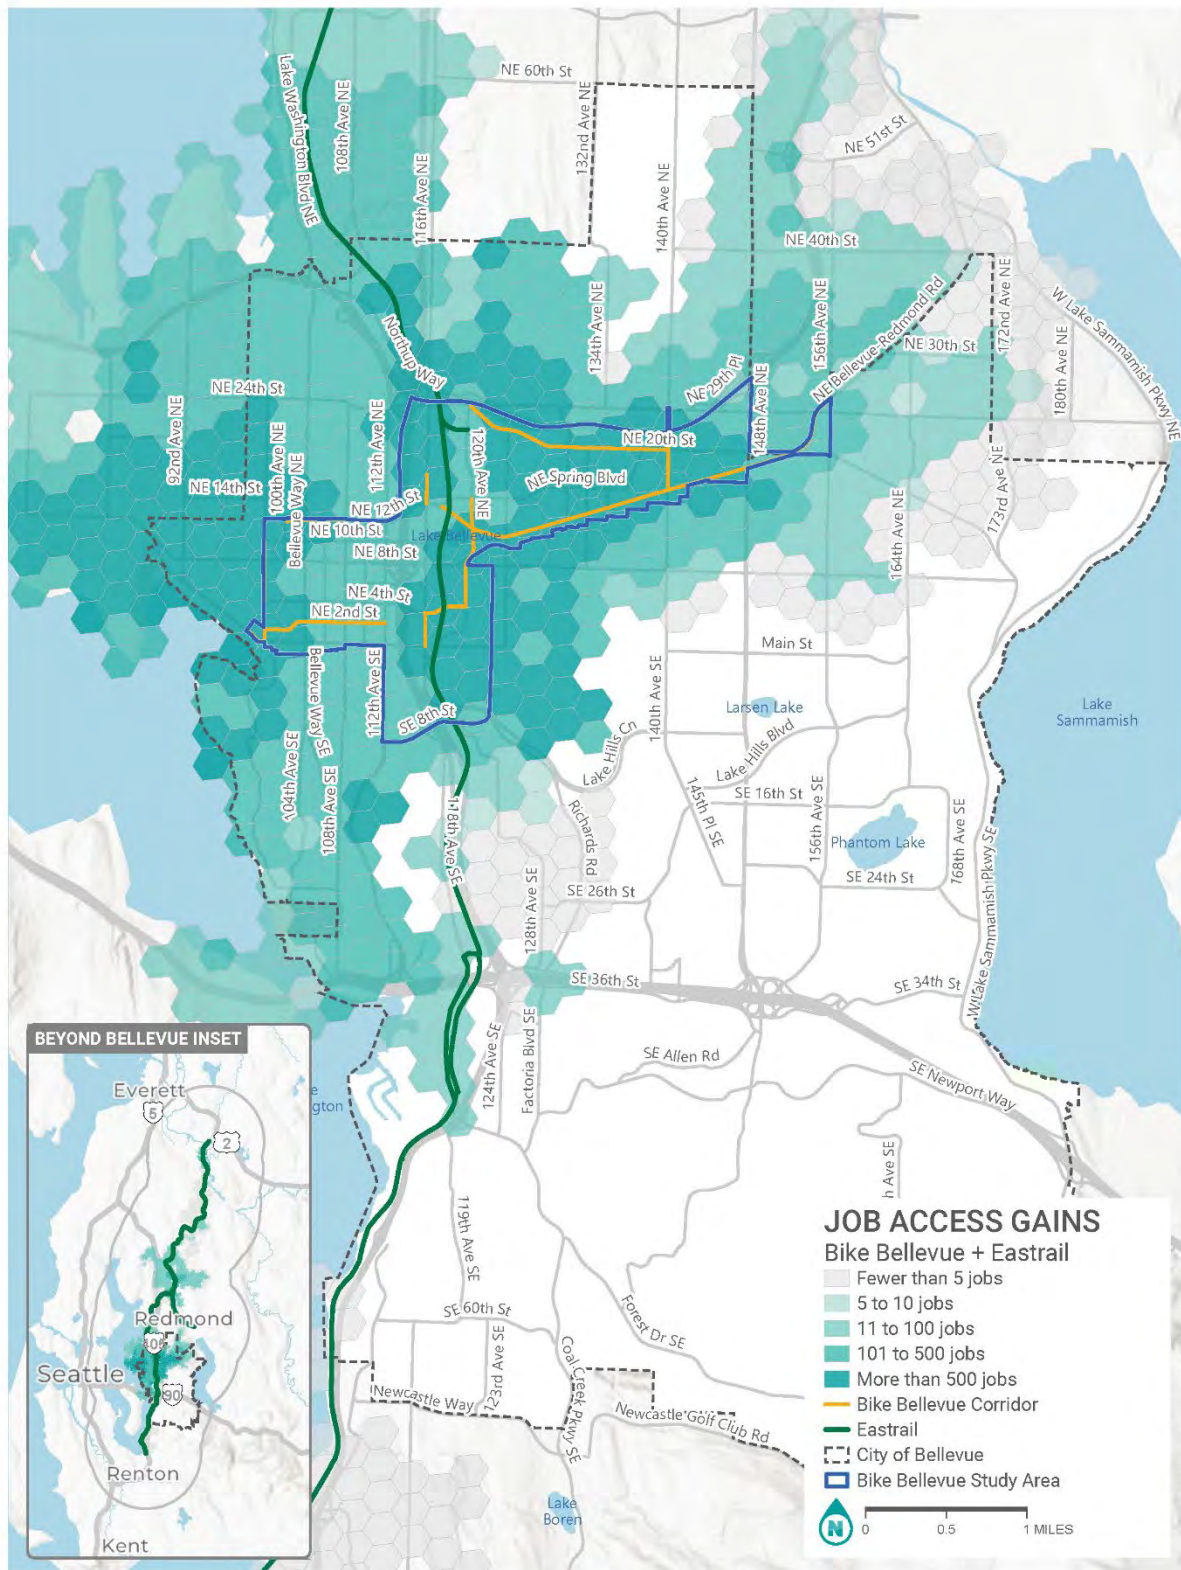 NE 60th St
Lake Washington Blvd NE
108th Ave NE
116th Ave NE
132nd Ave NE
140th Ave NE
NE 51st St
NE 40th St
172nd Ave NE
W Lake Sammamish Pkwy NE
134th Ave NE
156th Ave NE
NE Bellevue-Redmond Rd
NE 30th St
180th Ave NE
Northup Way
NE 29th Pl
148th Ave NE
NE 24th St
92nd Ave NE
100th Ave NE
Bellevue Way NE
112th Ave NE
120th Ave NE
NE 20th St
NE Spring Blvd
NE 14th St
NE 12th St
NE 10th St
Lake Bellevue
NE 8th St
173rd Ave NE
164th Ave NE
NE 4th St
NE 2nd St
Main St
Bellevue Way SE
112th Ave SE
SE 8th St
140th Ave SE
Larsen Lake
Lake
Sammamish
Lake Hills Cn
Lake Hills Blvd
104th Ave SE
108th Ave SE
118th Ave SE
Richards Rd
145th Pl SE
SE 16th St
156th Ave SE
Phantom Lake
168th Ave SE
W Lake Sammamish Pkwy SE
SE 26th St
SE 24th St
128th Ave SE
SE 36th St
SE 34th St
124th Ave SE
Factoria Blvd SE
SE Allen Rd
SE Newport Way
h Ave SE
119th Ave SE
SE 60th St
123rd Ave SE
Forest Dr SE
Coal Creek Pkwy SE
Newcastle Way
Newcastle Golf Club Rd
Lake
Boren
BEYOND BELLEVUE INSET
e
gton
Everett
5
2
Redmond
405
Seattle
90
Renton
Kent
JOB ACCESS GAINS
Bike Bellevue + Eastrail
Fewer than 5 jobs
5 to 10 jobs
11 to 100 jobs
101 to 500 jobs
More than 500 jobs
Bike Bellevue Corridor
Eastrail
City of Bellevue
Bike Bellevue Study Area
N
0 0.5 1 MILES